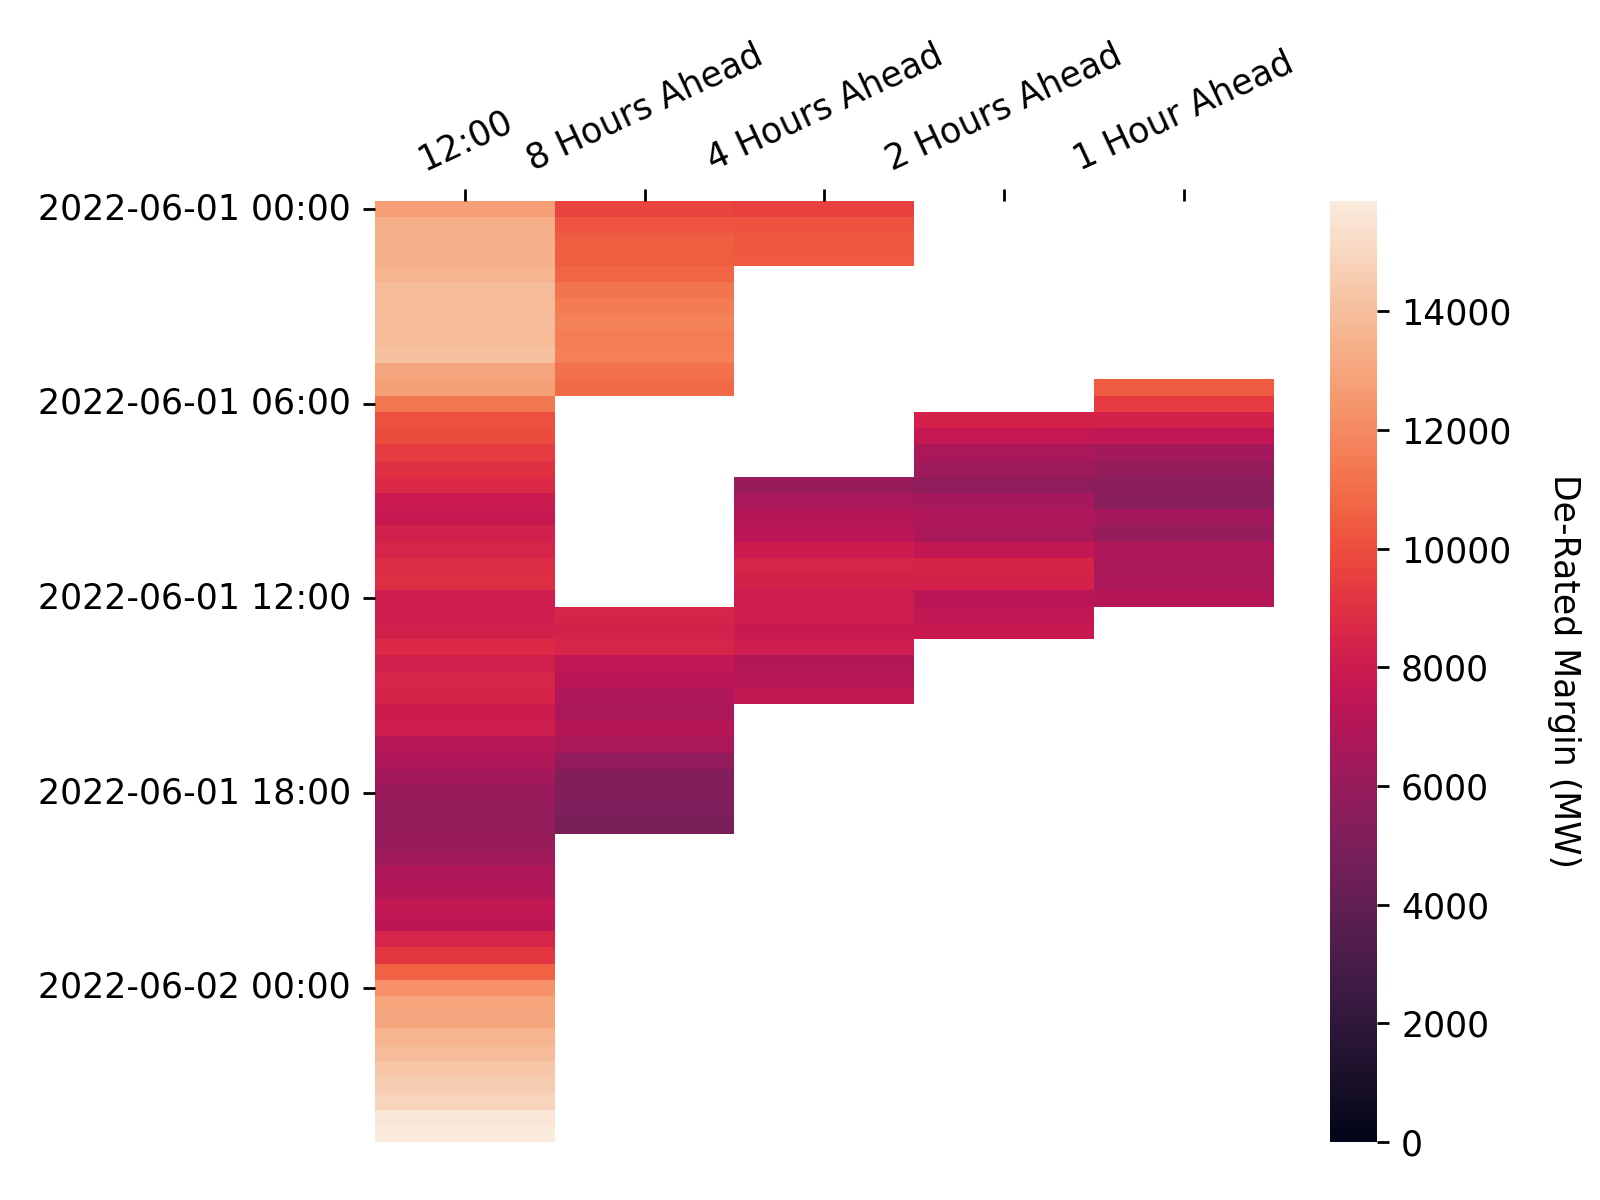 12:00
8 Hours Ahead
4 Hours Ahead
2 Hours Ahead
1 Hour Ahead
2022-06-01 00:00
2022-06-01 06:00
2022-06-01 12:00
2022-06-01 18:00
2022-06-02 00:00
14000
12000
10000
8000
6000
4000
2000
0
De-Rated Margin (MW)